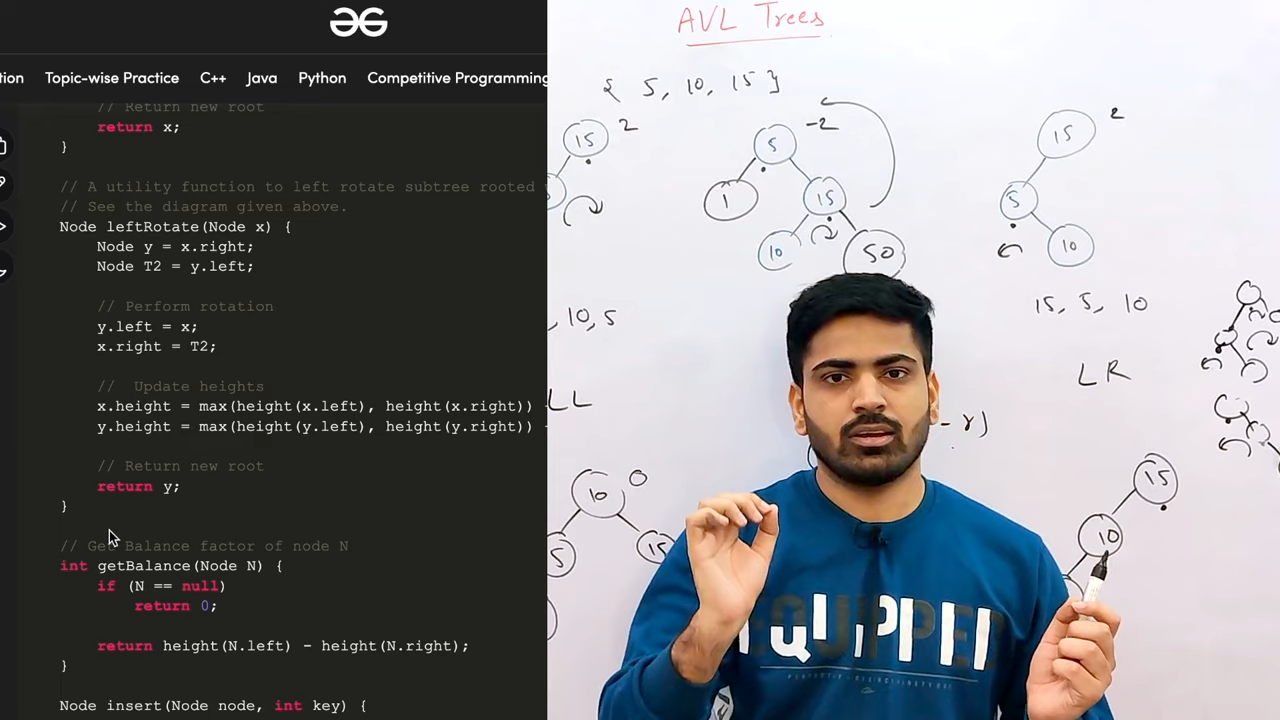 tion Topic-wise Practice C++ Java Python Competitive Programming
// Return new root
return x;
}
// A utility function to left rotate subtree rooted
// See the diagram given above.
Node leftRotate(Node x) {
Node y = x.right;
Node T2 = y.left;
// Perform rotation
y.left = x;
x.right = T2;
// Update heights
x.height = max(height(x.left), height(x.right))
y.height = max(height(y.left), height(y.right))
// Return new root
return y;
}
// Get Balance factor of node N
int getBalance(Node N) {
if (N == null)
return 0;
return height(N.left) - height(N.right);
}
Node insert(Node node, int key) {
AVL Trees
{ 5, 10, 15 }
15 2
5 -2
1 15
10 50
15 2
5
10
, 10, 5
15, 5, 10
LL
LR
- r)
10 0
5 15
15
10
EQUIPPED